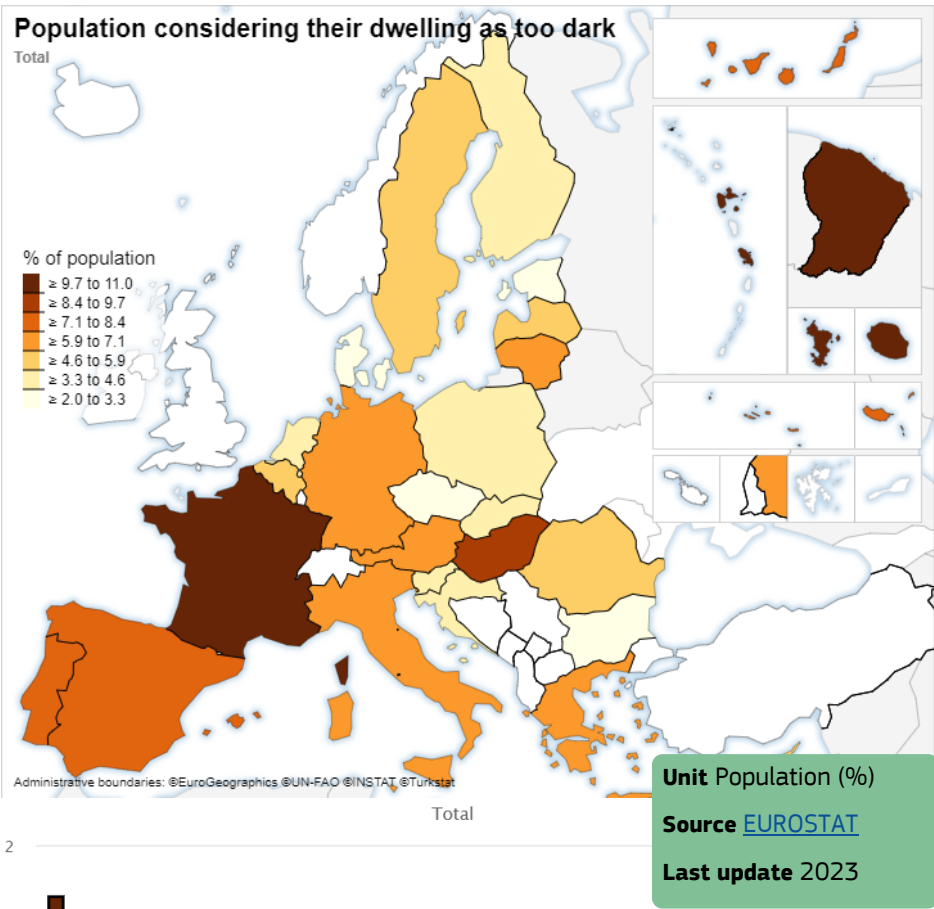 Population considering their dwelling as too dark
Total
% of population
≥ 9.7 to 11.0
≥ 8.4 to 9.7
≥ 7.1 to 8.4
≥ 5.9 to 7.1
≥ 4.6 to 5.9
≥ 3.3 to 4.6
≥ 2.0 to 3.3
Administrative boundaries: ©EuroGeographics ©UN-FAO ©INSTAT ©Turkstat
Total
2
Unit Population (%)
Source EUROSTAT
Last update 2023